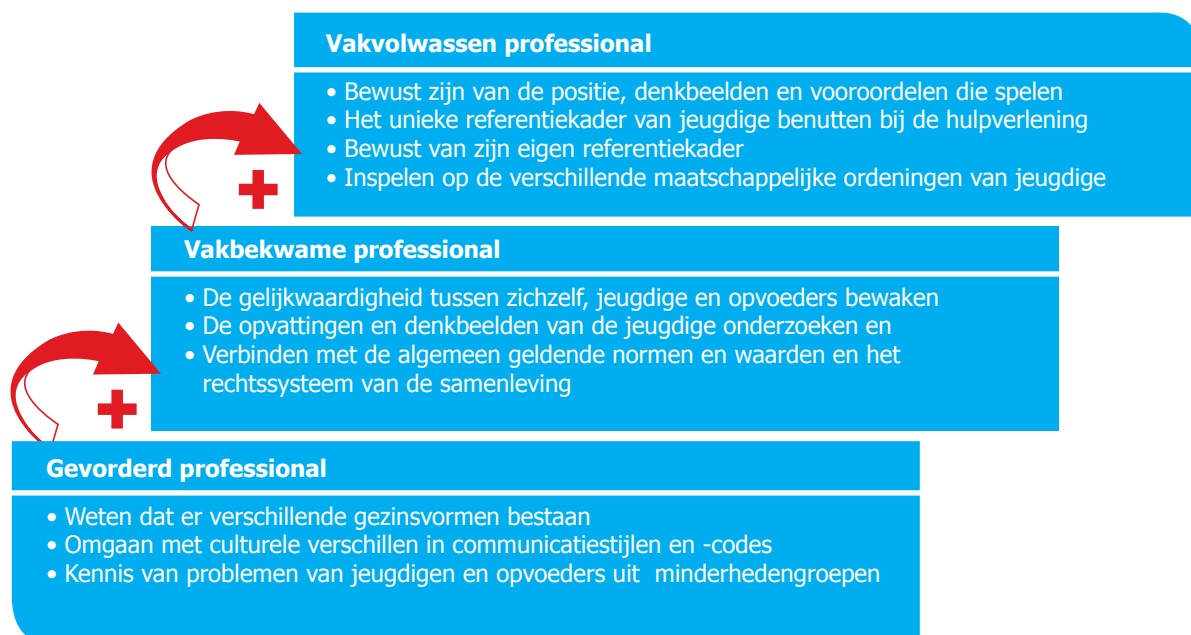 Vakvolwassen professional
• Bewust zijn van de positie, denkbeelden en vooroordelen die spelen
• Het unieke referentiekader van jeugdige benutten bij de hulpverlening
• Bewust van zijn eigen referentiekader
• Inspelen op de verschillende maatschappelijke ordeningen van jeugdige
Vakbekwame professional
• De gelijkwaardigheid tussen zichzelf, jeugdige en opvoeders bewaken
• De opvattingen en denkbeelden van de jeugdige onderzoeken en
• Verbinden met de algemeen geldende normen en waarden en het
rechtssysteem van de samenleving
Gevorderd professional
• Weten dat er verschillende gezinsvormen bestaan
• Omgaan met culturele verschillen in communicatiestijlen en -codes
• Kennis van problemen van jeugdigen en opvoeders uit  minderhedengroepen